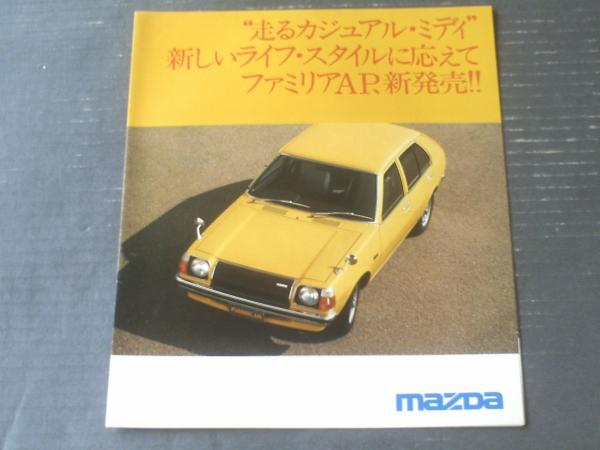 “走るカジュアル・ミディ”
新しいライフ・スタイルに応えて
ファミリアAP、新発売!!
FAMILIA
mazda